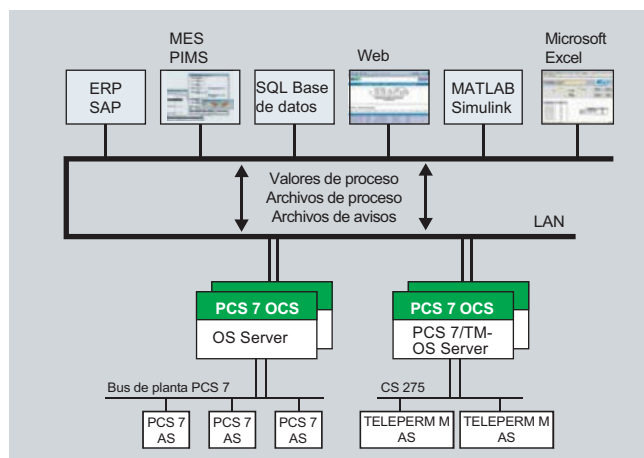 MES
PIMS
Web
Microsoft
Excel
ERP
SAP
SQL Base
de datos
MATLAB
Simulink
Valores de proceso
Archivos de proceso
Archivos de avisos
LAN
PCS 7 OCS
OS Server
PCS 7 OCS
PCS 7/TM-
OS Server
Bus de planta PCS 7
CS 275
PCS 7
AS
PCS 7
AS
PCS 7
AS
TELEPERM M
AS
TELEPERM M
AS